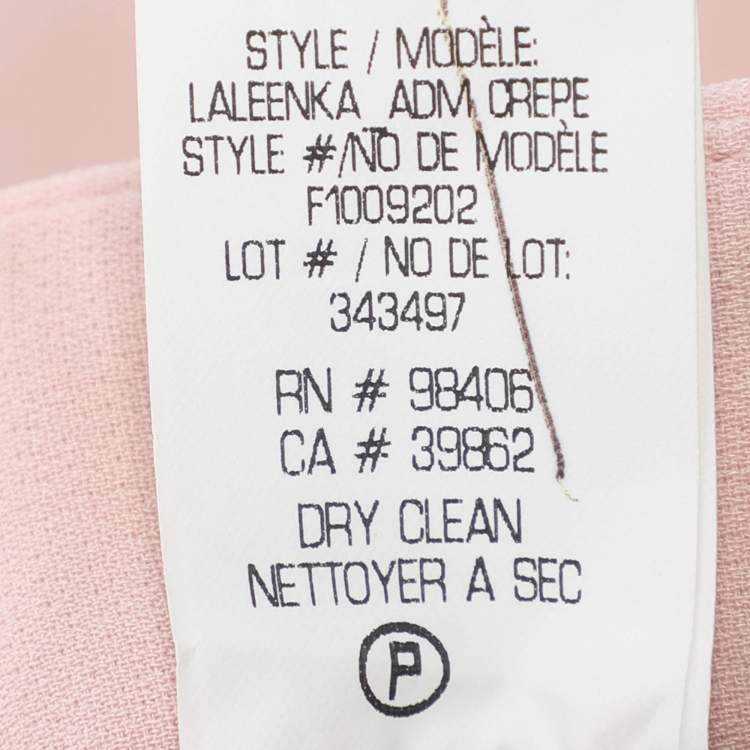 STYLE / MODÈLE:
LALEENKA ADM CREPE
STYLE #/NO DE MODÈLE
F1009202
LOT # / NO DE LOT:
343497
RN # 98406
CA # 39862
DRY CLEAN
NETTOYER A SEC
P